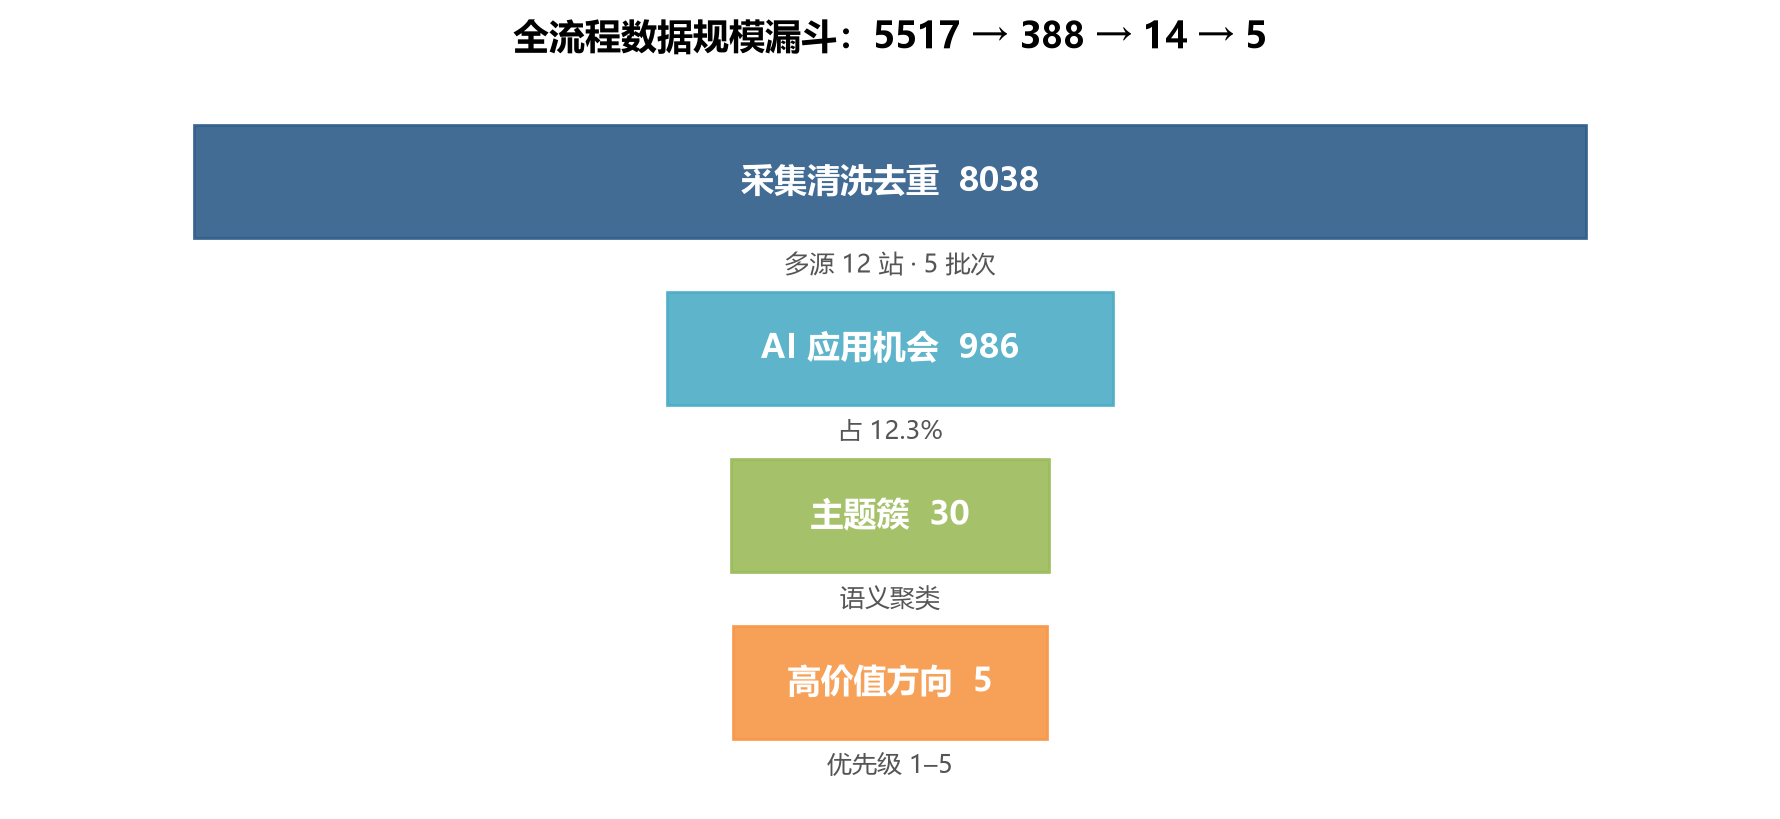 全流程数据规模漏斗：5517 → 388 → 14 → 5
采集清洗去重 8038
多源 12 站 · 5 批次
AI 应用机会 986
占 12.3%
主题簇 30
语义聚类
高价值方向 5
优先级 1–5